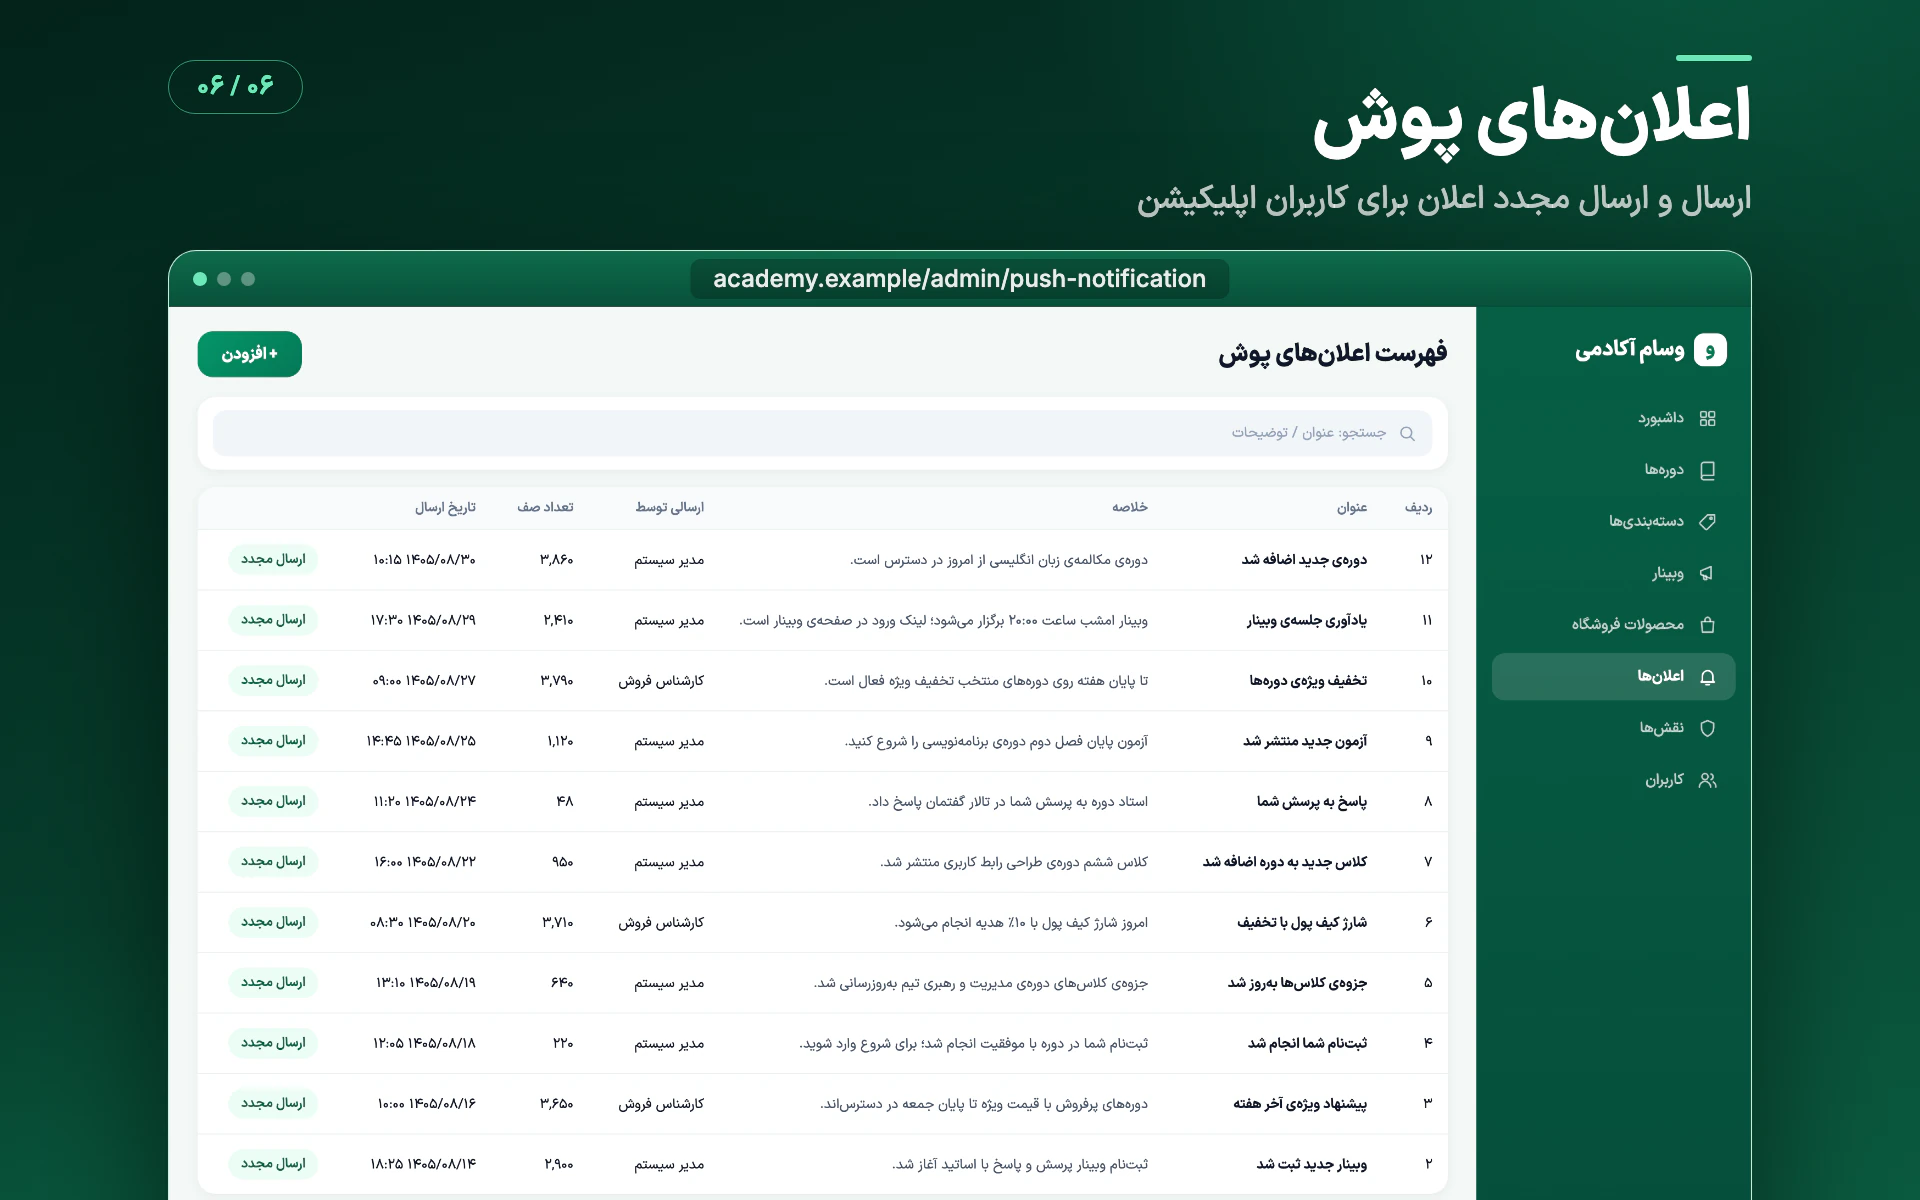 اعلان‌های پوش
ارسال و ارسال مجدد اعلان برای کاربران اپلیکیشن
۰۶ / ۰۶
academy.example/admin/push-notification
و وسام آکادمی
داشبورد
دوره‌ها
دسته‌بندی‌ها
وبینار
محصولات فروشگاه
اعلان‌ها
نقش‌ها
کاربران
فهرست اعلان‌های پوش
+ افزودن
جستجو: عنوان / توضیحات
ردیف عنوان خلاصه ارسالی توسط تعداد صف تاریخ ارسال
۱۲ دوره‌ی جدید اضافه شد دوره‌ی مکالمه‌ی زبان انگلیسی از امروز در دسترس است. مدیر سیستم ۳,۸۶۰ ۱۴۰۵/۰۸/۳۰ ۱۰:۱۵ ارسال مجدد
۱۱ یادآوری جلسه‌ی وبینار وبینار امشب ساعت ۲۰:۰۰ برگزار می‌شود؛ لینک ورود در صفحه‌ی وبینار است. مدیر سیستم ۲,۴۱۰ ۱۴۰۵/۰۸/۲۹ ۱۷:۳۰ ارسال مجدد
۱۰ تخفیف ویژه‌ی دوره‌ها تا پایان هفته روی دوره‌های منتخب تخفیف ویژه فعال است. کارشناس فروش ۳,۷۹۰ ۱۴۰۵/۰۸/۲۷ ۰۹:۰۰ ارسال مجدد
۹ آزمون جدید منتشر شد آزمون پایان فصل دوم دوره‌ی برنامه‌نویسی را شروع کنید. مدیر سیستم ۱,۱۲۰ ۱۴۰۵/۰۸/۲۵ ۱۴:۴۵ ارسال مجدد
۸ پاسخ به پرسش شما استاد دوره به پرسش شما در تالار گفتمان پاسخ داد. مدیر سیستم ۴۸ ۱۴۰۵/۰۸/۲۴ ۱۱:۲۰ ارسال مجدد
۷ کلاس جدید به دوره اضافه شد کلاس ششم دوره‌ی طراحی رابط کاربری منتشر شد. مدیر سیستم ۹۵۰ ۱۴۰۵/۰۸/۲۲ ۱۶:۰۰ ارسال مجدد
۶ شارژ کیف پول با تخفیف امروز شارژ کیف پول با ۱۰٪ هدیه انجام می‌شود. کارشناس فروش ۳,۷۱۰ ۱۴۰۵/۰۸/۲۰ ۰۸:۳۰ ارسال مجدد
۵ جزوه‌ی کلاس‌ها به‌روز شد جزوه‌ی کلاس‌های دوره‌ی مدیریت و رهبری تیم به‌روزرسانی شد. مدیر سیستم ۶۴۰ ۱۴۰۵/۰۸/۱۹ ۱۳:۱۰ ارسال مجدد
۴ ثبت‌نام شما انجام شد ثبت‌نام شما در دوره با موفقیت انجام شد؛ برای شروع وارد شوید. مدیر سیستم ۲۲۰ ۱۴۰۵/۰۸/۱۸ ۱۲:۰۵ ارسال مجدد
۳ پیشنهاد ویژه‌ی آخر هفته دوره‌های پرفروش با قیمت ویژه تا پایان جمعه در دسترس‌اند. کارشناس فروش ۳,۶۵۰ ۱۴۰۵/۰۸/۱۶ ۱۰:۰۰ ارسال مجدد
۲ وبینار جدید ثبت شد ثبت‌نام وبینار پرسش و پاسخ با اساتید آغاز شد. مدیر سیستم ۲,۹۰۰ ۱۴۰۵/۰۸/۱۴ ۱۸:۲۵ ارسال مجدد